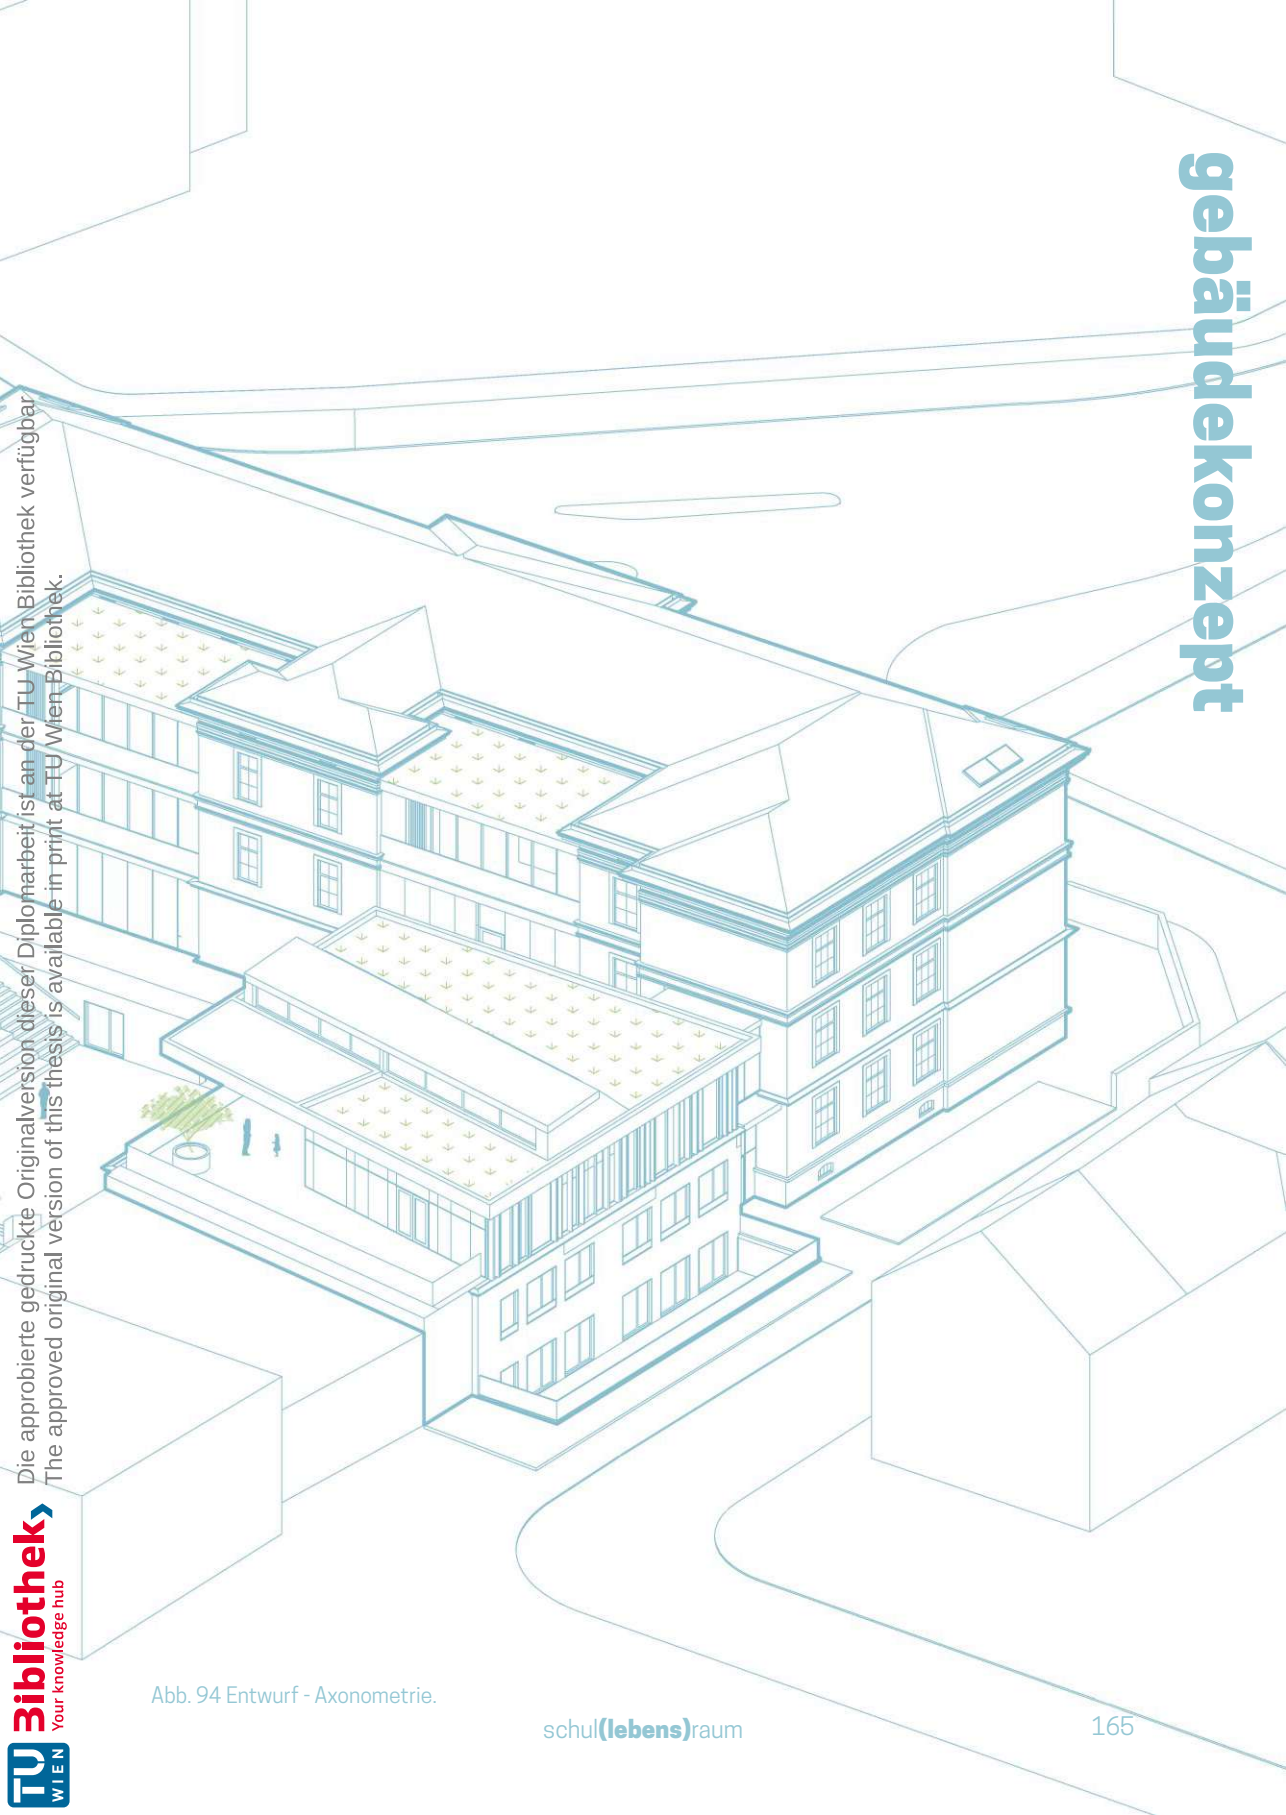 gebäudekonzept
Die approbierte gedruckte Originalversion dieser Diplomarbeit ist an der TU Wien Bibliothek verfügbar
The approved original version of this thesis is available in print at TU Wien Bibliothek.
Bibliothek
Your knowledge hub
TU
WIEN
Abb. 94 Entwurf - Axonometrie.
schul(lebens)raum
165